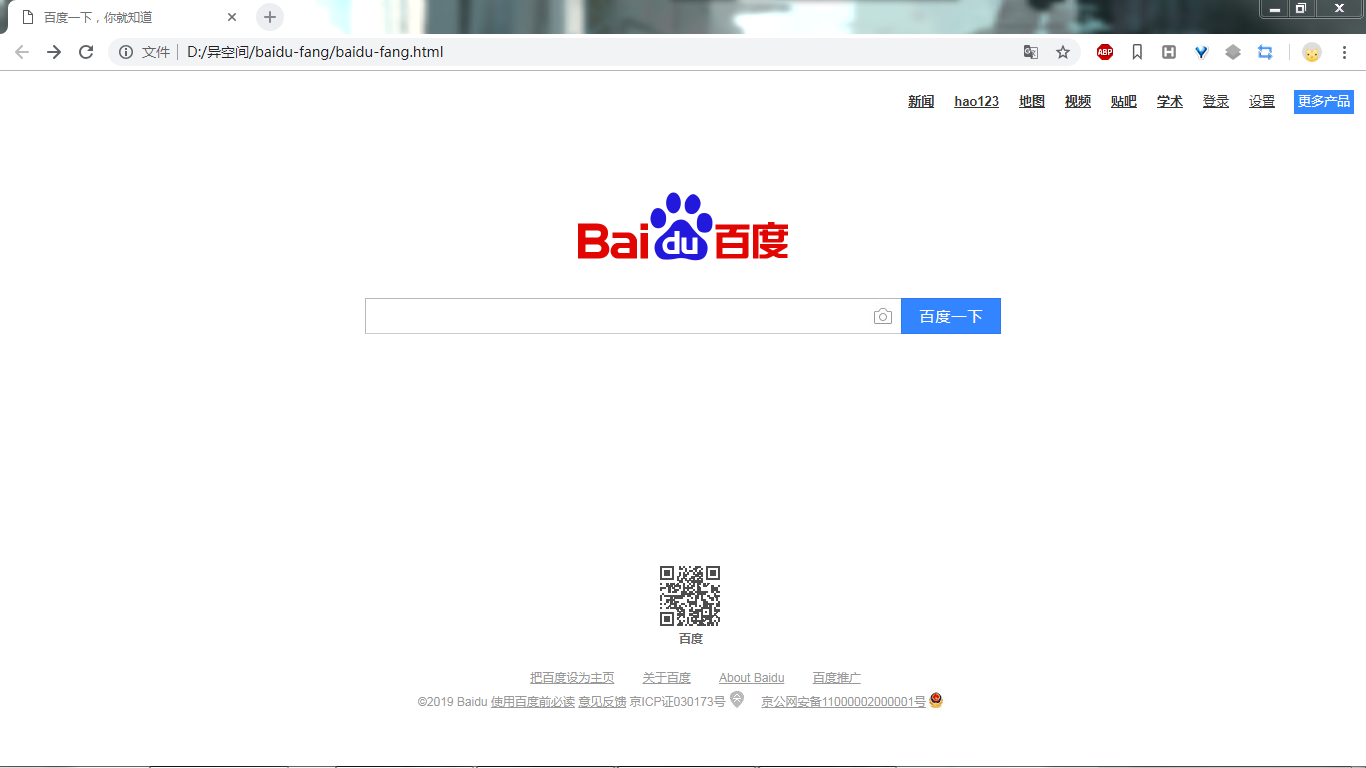 百度一下，你就知道
文件 D:/异空间/baidu-fang/baidu-fang.html
ABP
新闻 hao123 地图 视频 贴吧 学术 登录 设置 更多产品
Bai du 百度
百度一下
百度
把百度设为主页 关于百度 About Baidu 百度推广
©2019 Baidu 使用百度前必读 意见反馈 京ICP证030173号 京公网安备11000002000001号